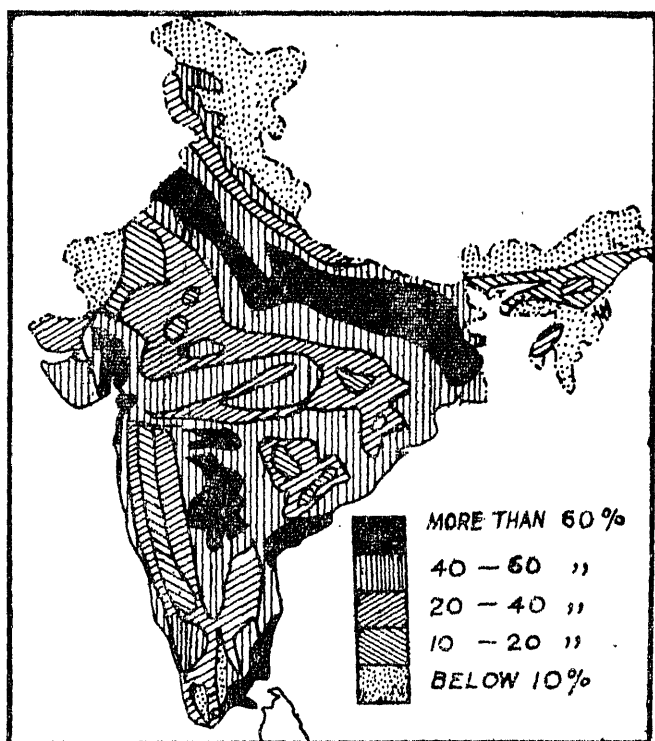 MORE THAN 60%
40 – 60 ,,
20 – 40 ,,
10 – 20 ,,
BELOW 10%